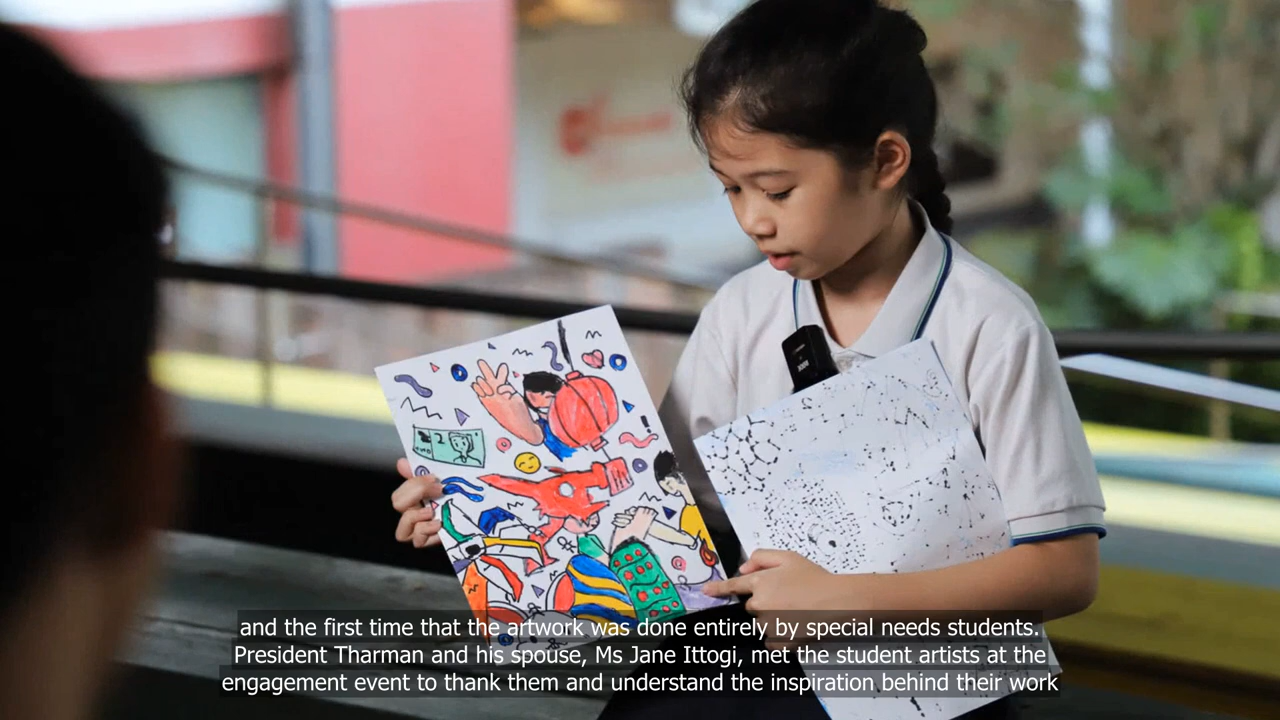 2
and the first time that the artwork was done entirely by special needs students.
President Tharman and his spouse, Ms Jane Ittogi, met the student artists at the
engagement event to thank them and understand the inspiration behind their work